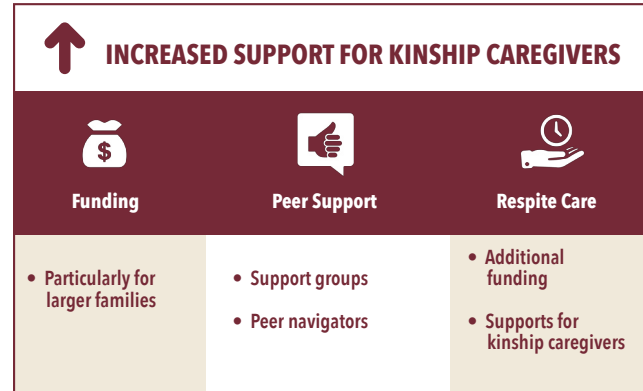 INCREASED SUPPORT FOR KINSHIP CAREGIVERS
$
Funding
Peer Support
Respite Care
• Particularly for
larger families
• Support groups
• Peer navigators
• Additional
funding
• Supports for
kinship caregivers